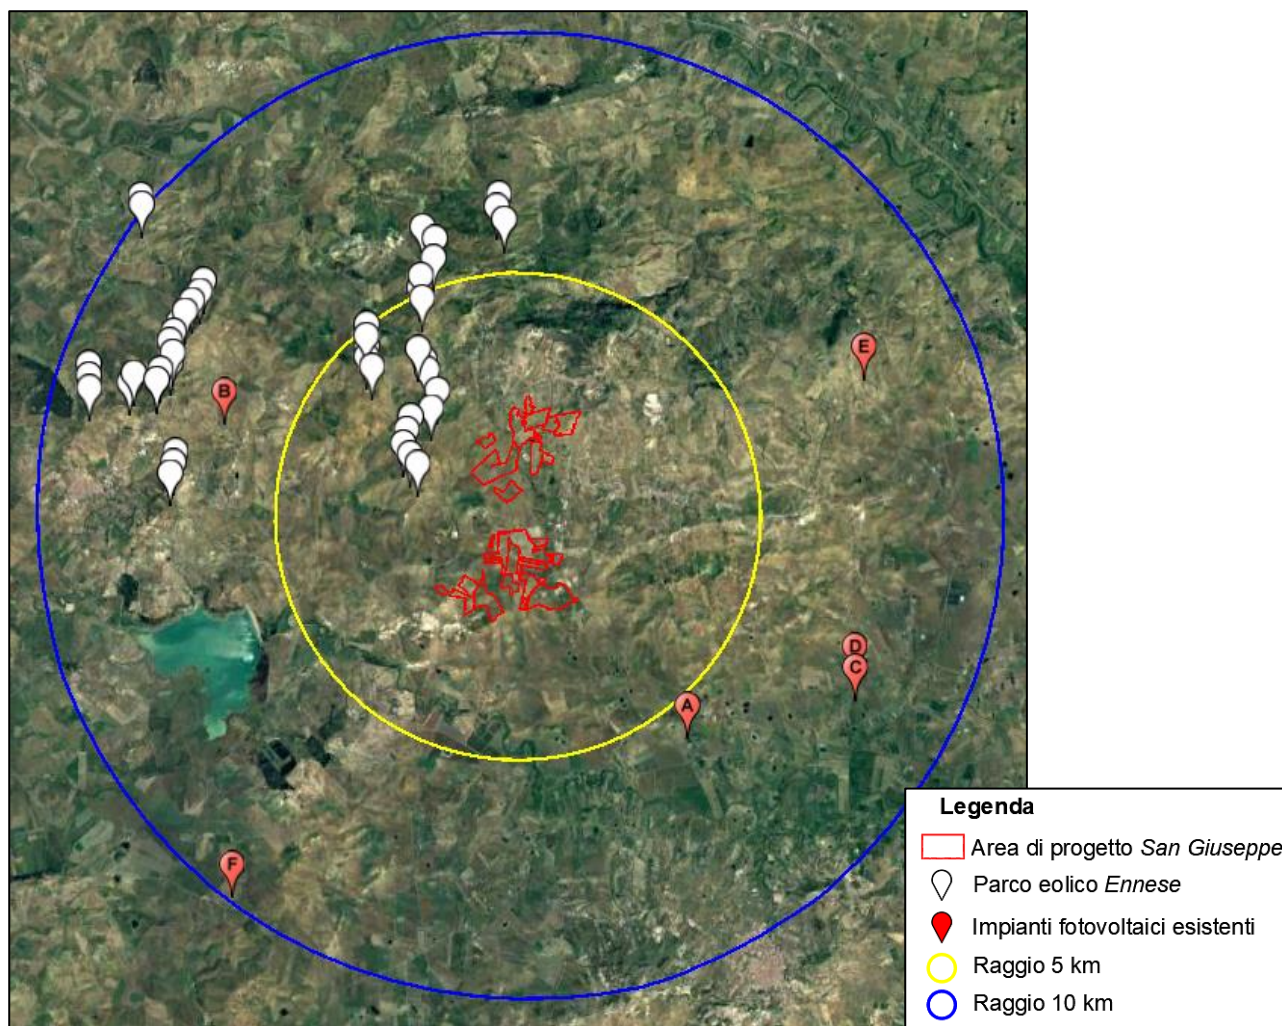 E
B
D
C
A
F
Legenda
Area di progetto San Giuseppe
Parco eolico Ennese
Impianti fotovoltaici esistenti
Raggio 5 km
Raggio 10 km